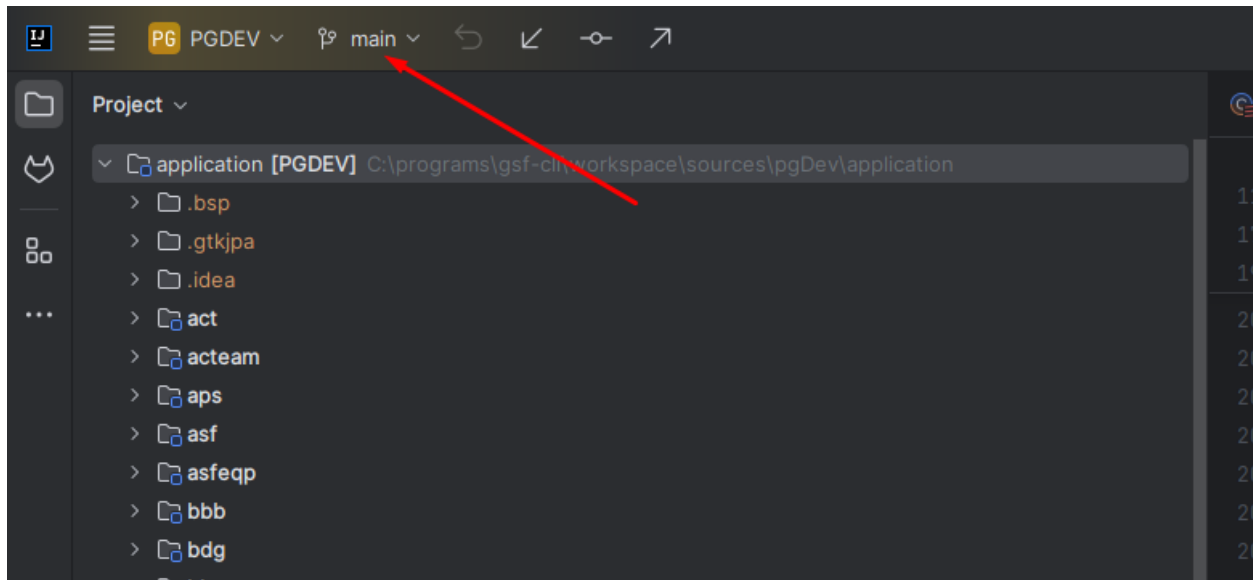 IJ PG PGDEV main
Project
application [PGDEV] C:\programs\gsf-cli\workspace\sources\pgDev\application
.bsp
.gtkjpa
.idea
act
acteam
aps
asf
asfeqp
bbb
bdg